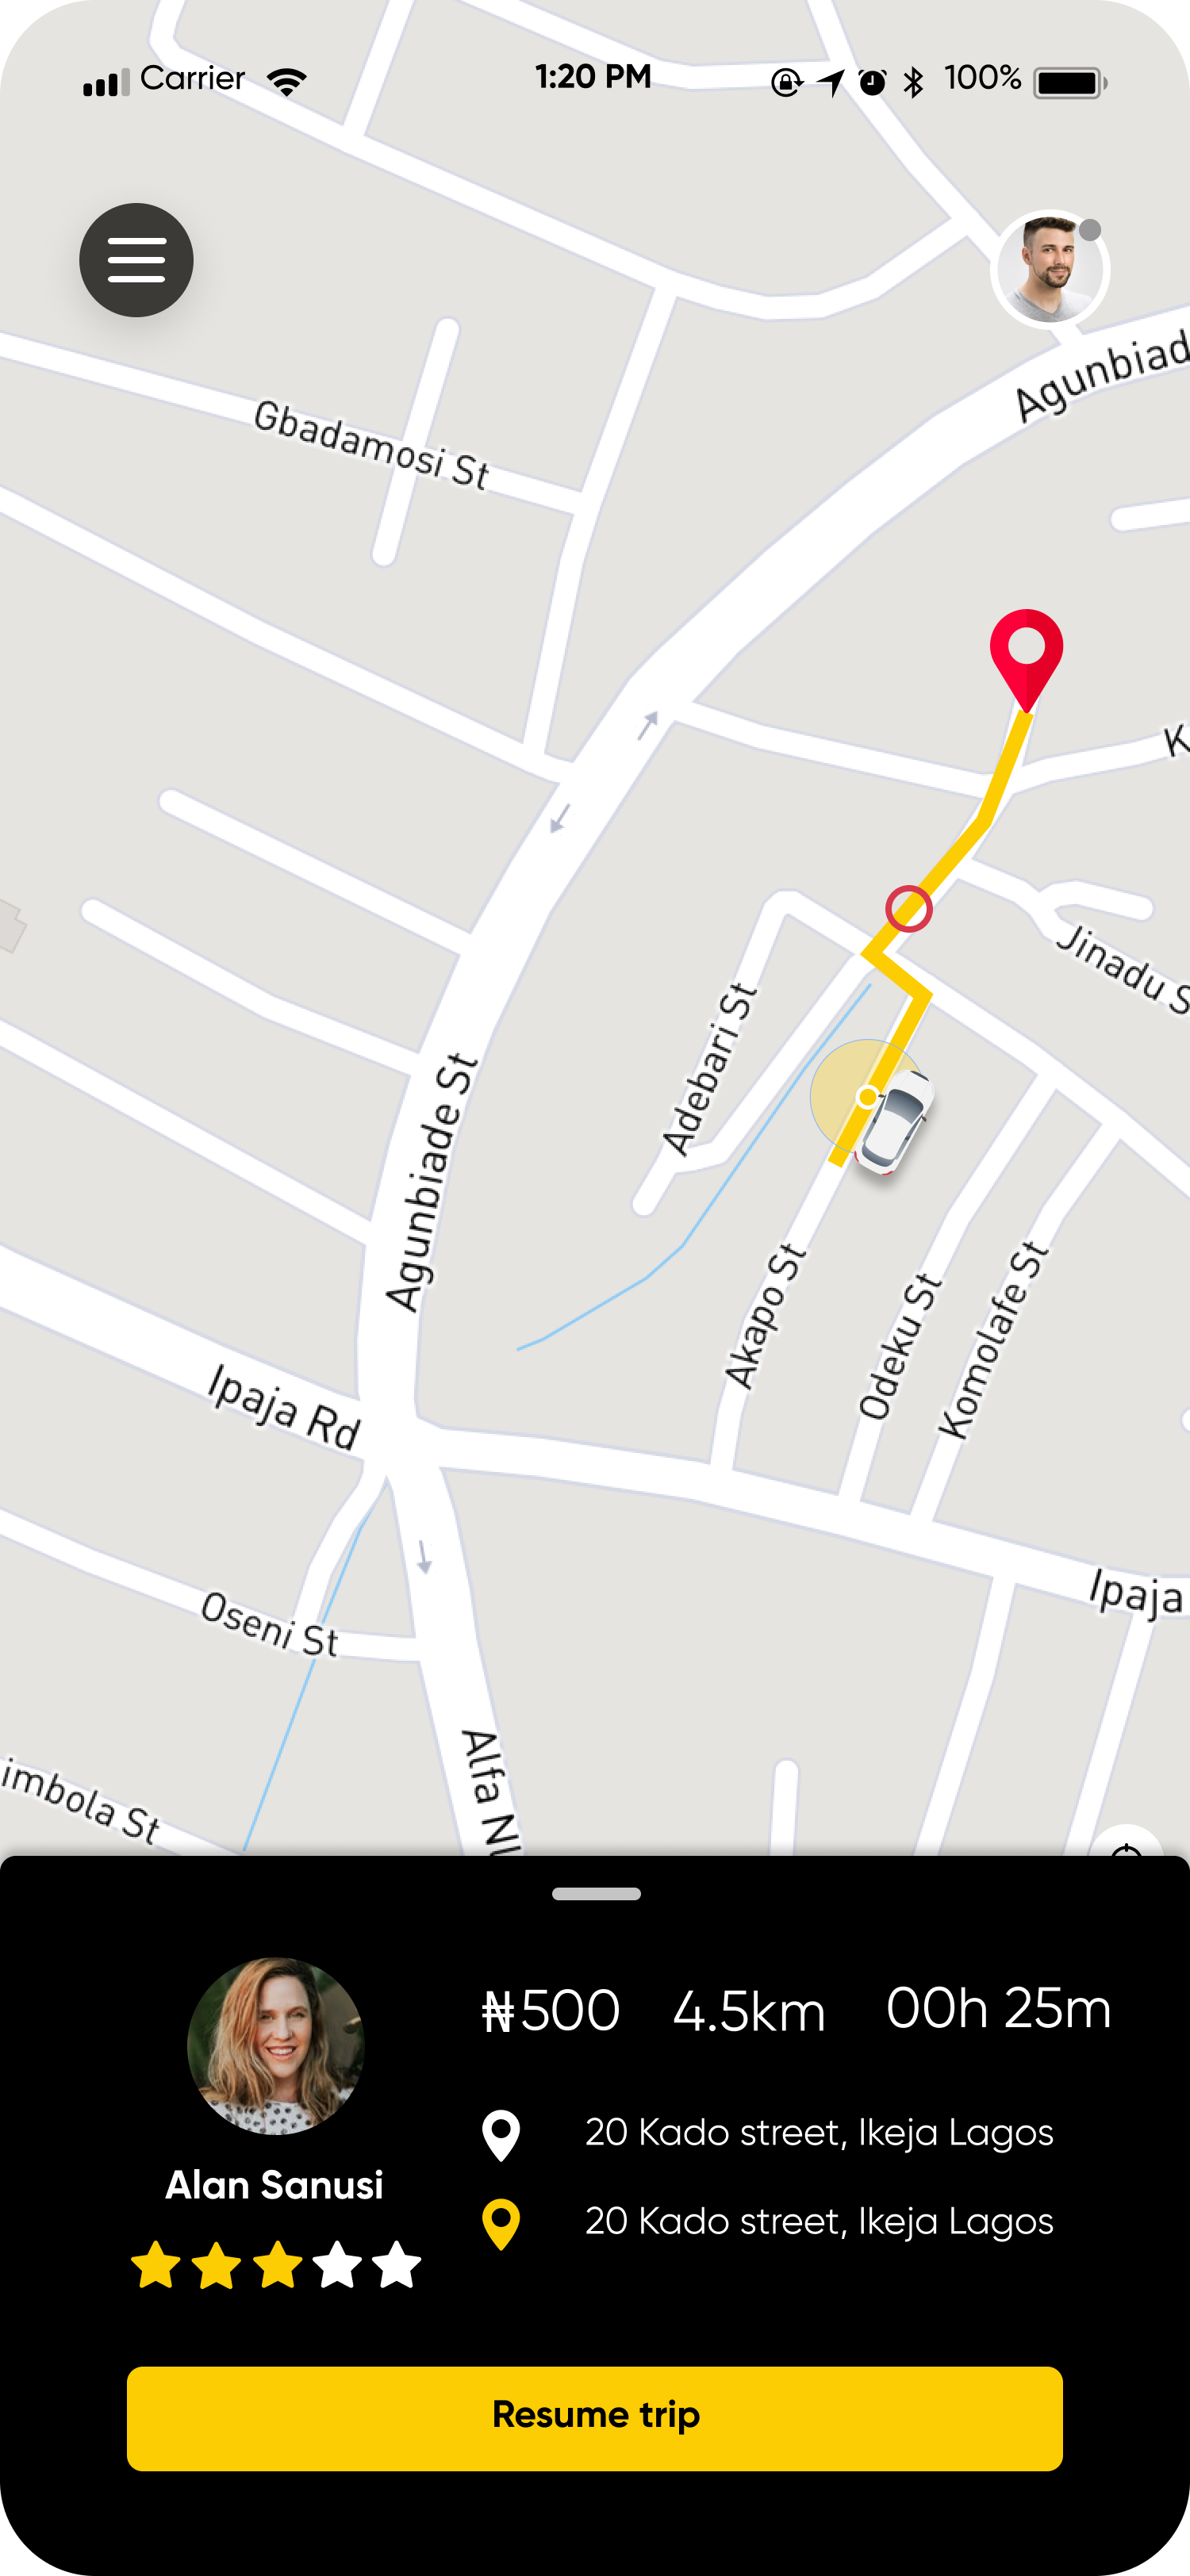 Carrier 1:20 PM 100%
Agunbiad
Gbadamosi St
K
Jinadu S
Adebari St
Agunbiade St
Akapo St
Odeku St
Komolafe St
Ipaja Rd
Ipaja
Oseni St
Alfa Nl
imbola St
₦500 4.5km 00h 25m
20 Kado street, Ikeja Lagos
Alan Sanusi
20 Kado street, Ikeja Lagos
Resume trip